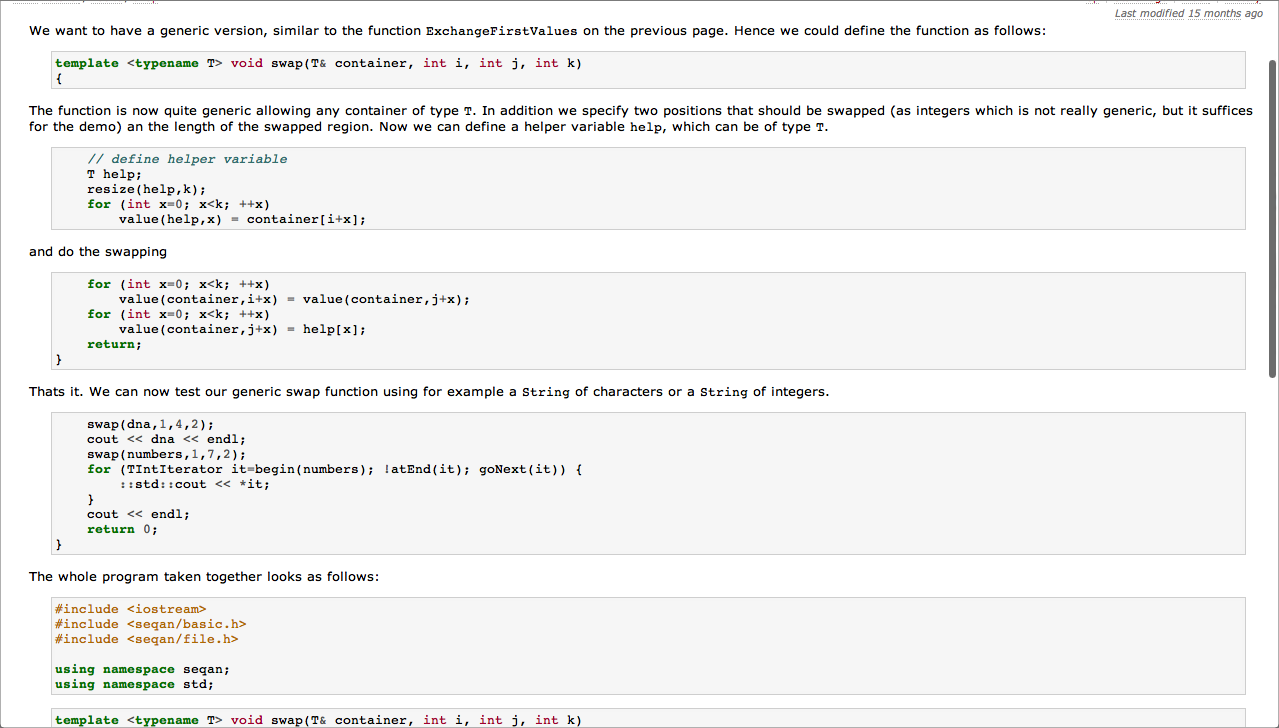 Last modified 15 months ago
We want to have a generic version, similar to the function ExchangeFirstValues on the previous page. Hence we could define the function as follows:
template <typename T> void swap(T& container, int i, int j, int k)
{
The function is now quite generic allowing any container of type T. In addition we specify two positions that should be swapped (as integers which is not really generic, but it suffices
for the demo) an the length of the swapped region. Now we can define a helper variable help, which can be of type T.
    // define helper variable
    T help;
    resize(help,k);
    for (int x=0; x<k; ++x)
        value(help,x) = container[i+x];
and do the swapping
    for (int x=0; x<k; ++x)
        value(container,i+x) = value(container,j+x);
    for (int x=0; x<k; ++x)
        value(container,j+x) = help[x];
    return;
}
Thats it. We can now test our generic swap function using for example a String of characters or a String of integers.
    swap(dna,1,4,2);
    cout << dna << endl;
    swap(numbers,1,7,2);
    for (TIntIterator it=begin(numbers); !atEnd(it); goNext(it)) {
        ::std::cout << *it;
    }
    cout << endl;
    return 0;
}
The whole program taken together looks as follows:
#include <iostream>
#include <seqan/basic.h>
#include <seqan/file.h>
using namespace seqan;
using namespace std;
template <typename T> void swap(T& container, int i, int j, int k)